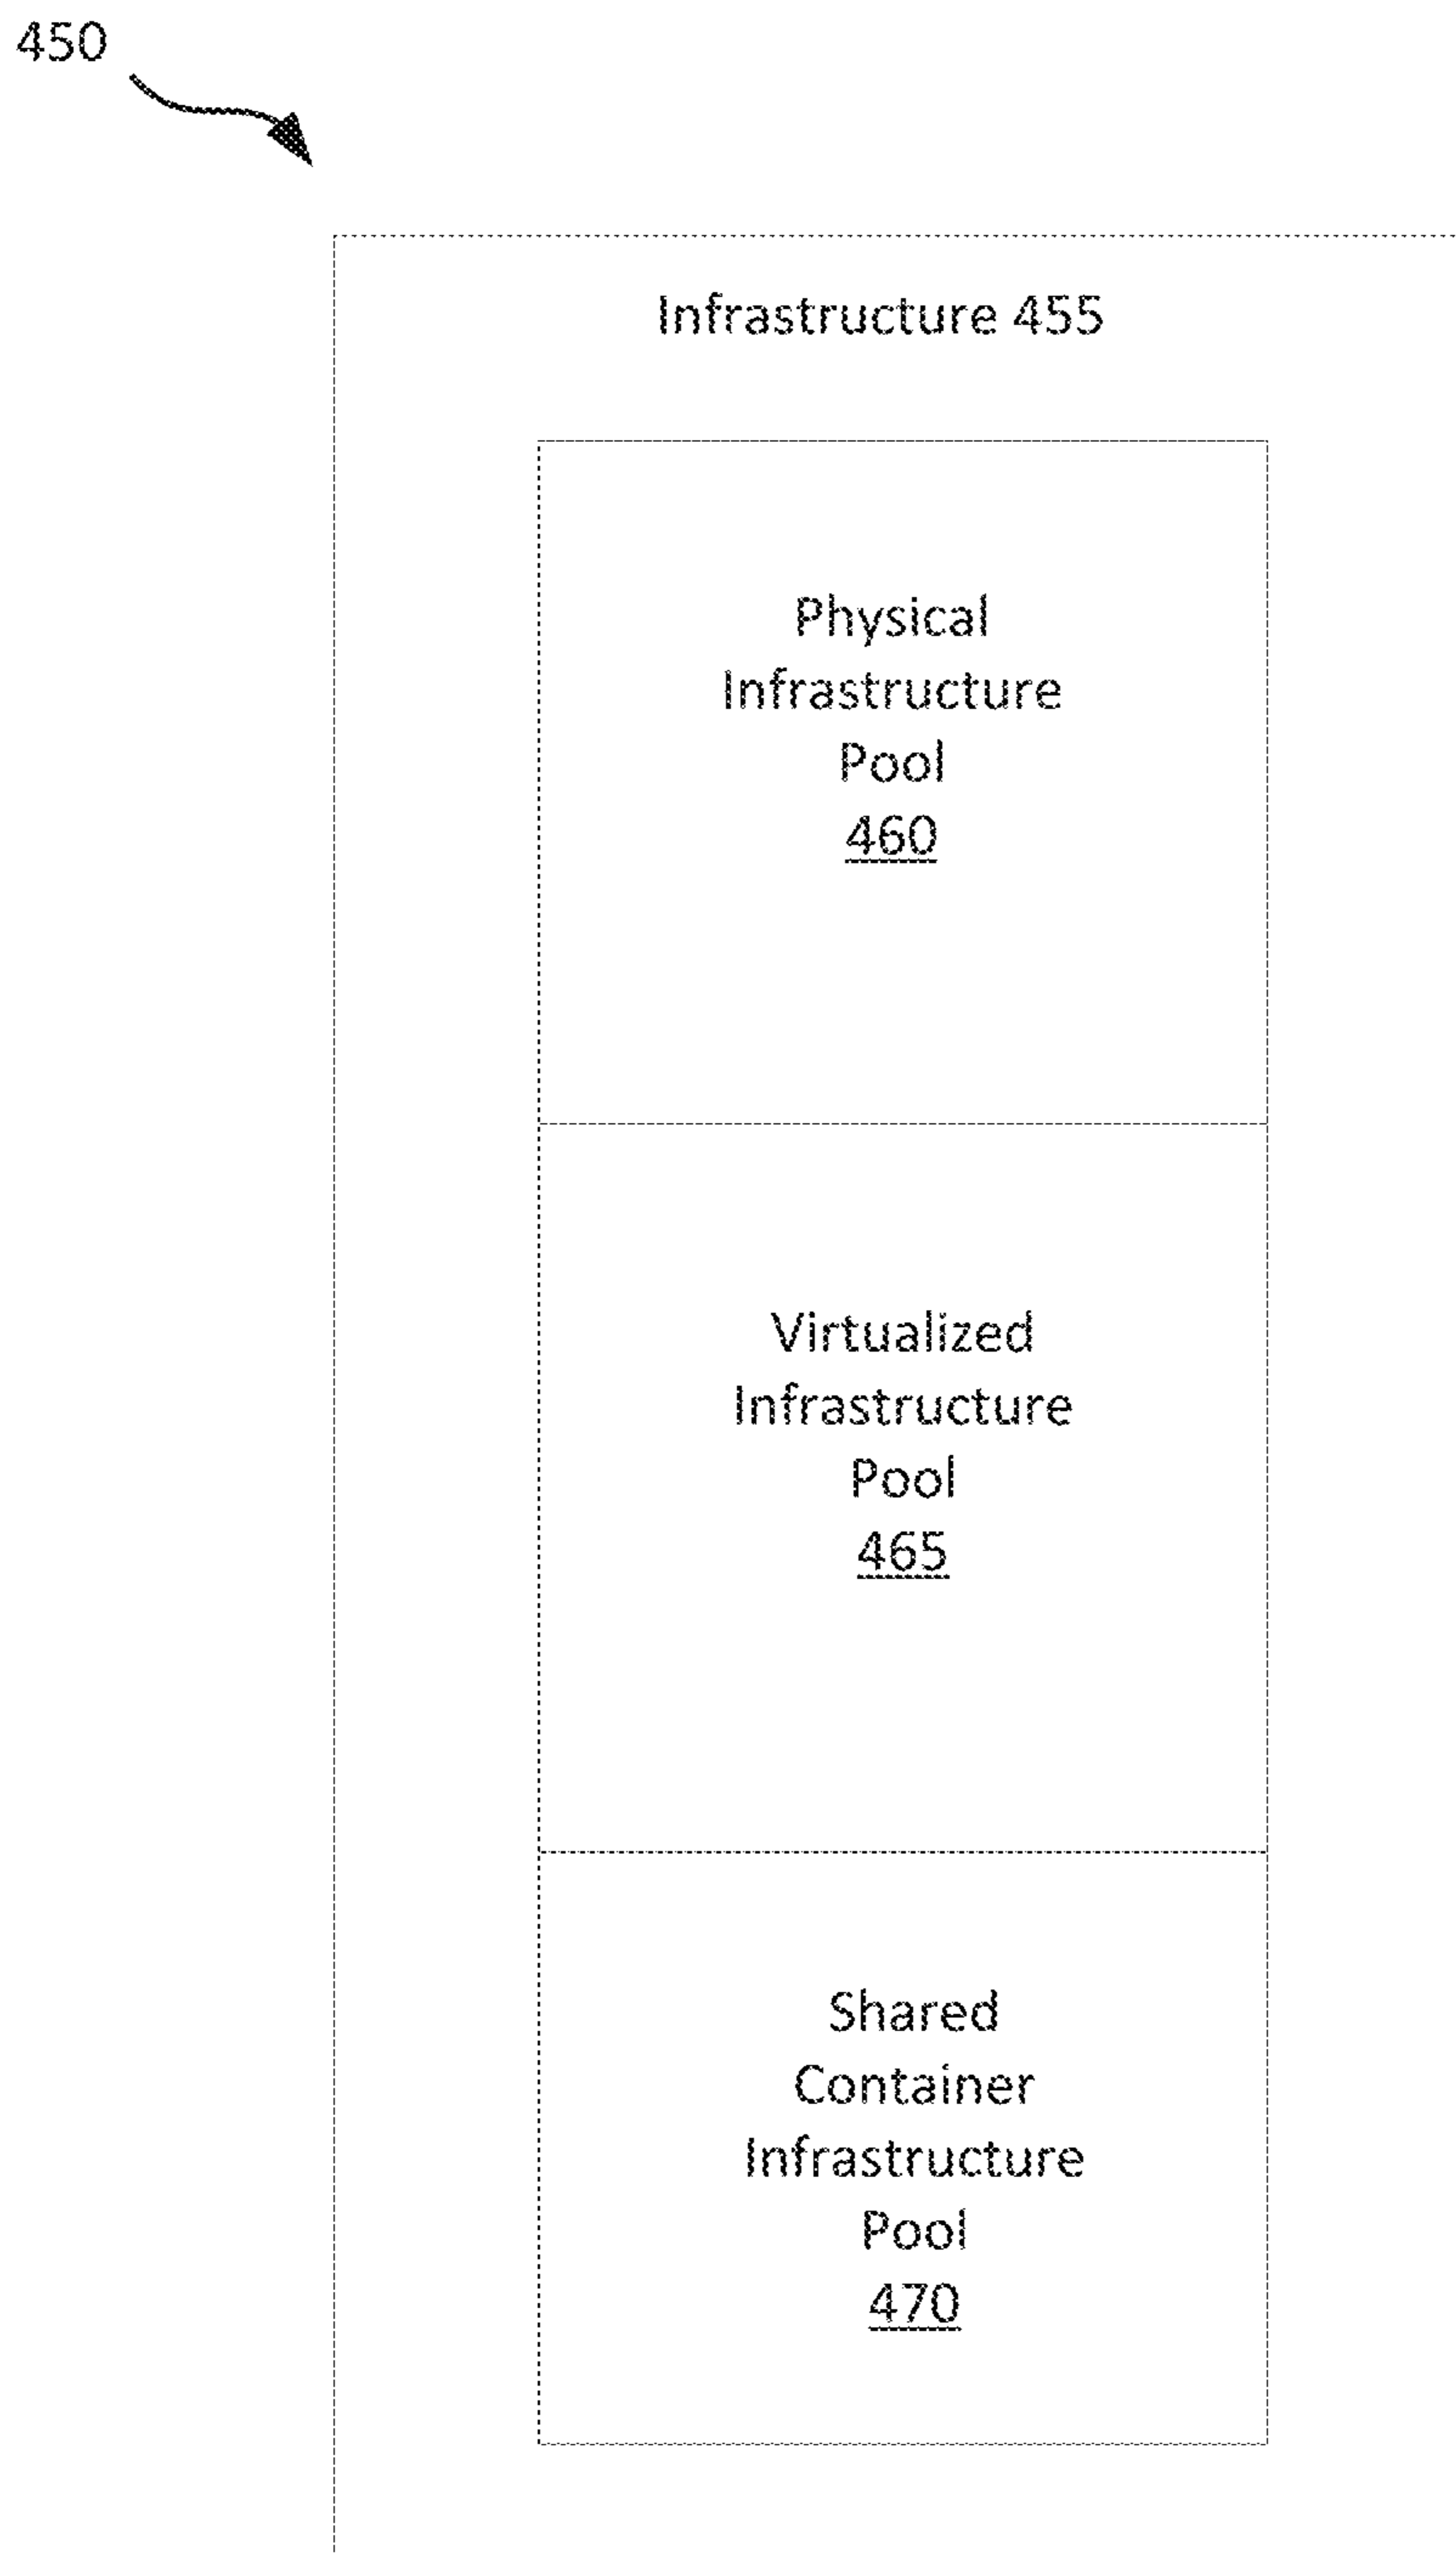 450
Infrastructure 455
Physical
Infrastructure
Pool
460
Virtualized
Infrastructure
Pool
465
Shared
Container
Infrastructure
Pool
470